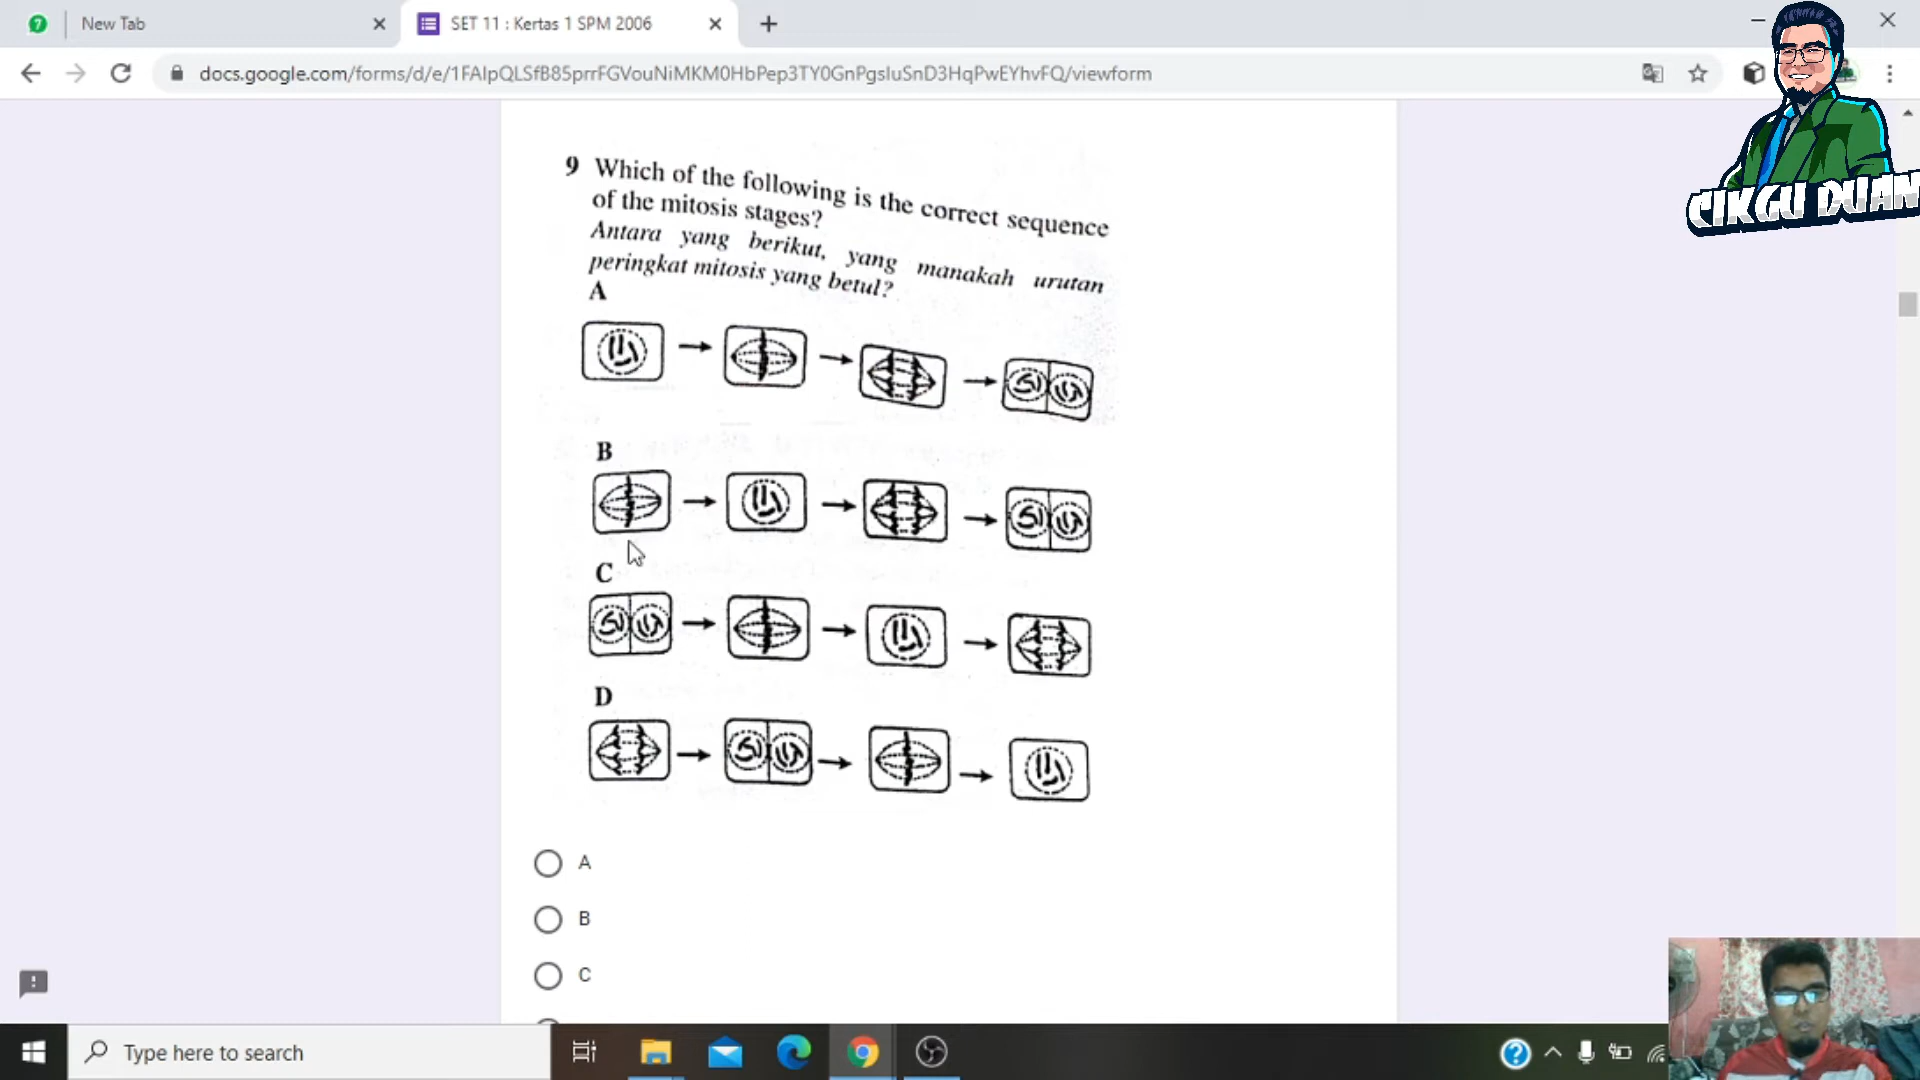 New Tab
SET 11 : Kertas 1 SPM 2006
docs.google.com/forms/d/e/1FAIpQLSfB85prrFGVouNiMKM0HbPep3TY0GnPgsIuSnD3HqPwEYhvFQ/viewform
CIKGU DUAN
9 Which of the following is the correct sequence
of the mitosis stages?
Antara yang berikut, yang manakah urutan
peringkat mitosis yang betul?
A
B
C
D
A
B
C
Type here to search